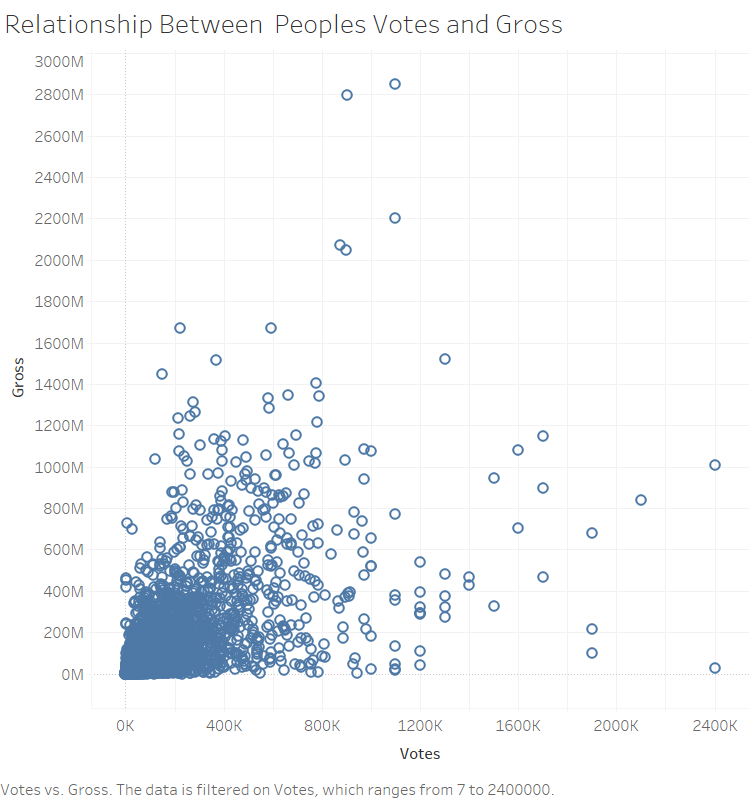 Relationship Between  Peoples Votes and Gross
3000M
2800M
2600M
2400M
2200M
2000M
1800M
1600M
1400M
1200M
1000M
800M
600M
400M
200M
0M
Gross
0K 400K 800K 1200K 1600K 2000K 2400K
Votes
Votes vs. Gross. The data is filtered on Votes, which ranges from 7 to 2400000.